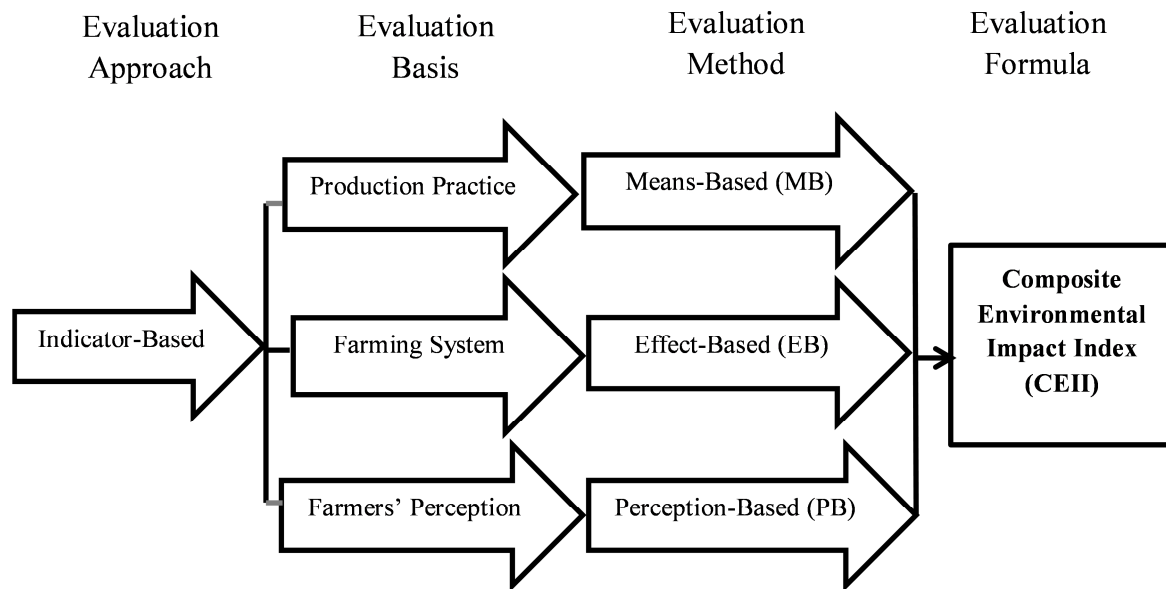 Evaluation
Approach
Evaluation
Basis
Evaluation
Method
Evaluation
Formula
Production Practice
Means-Based (MB)
Indicator-Based
Farming System
Effect-Based (EB)
Farmers’ Perception
Perception-Based (PB)
Composite
Environmental
Impact Index
(CEII)